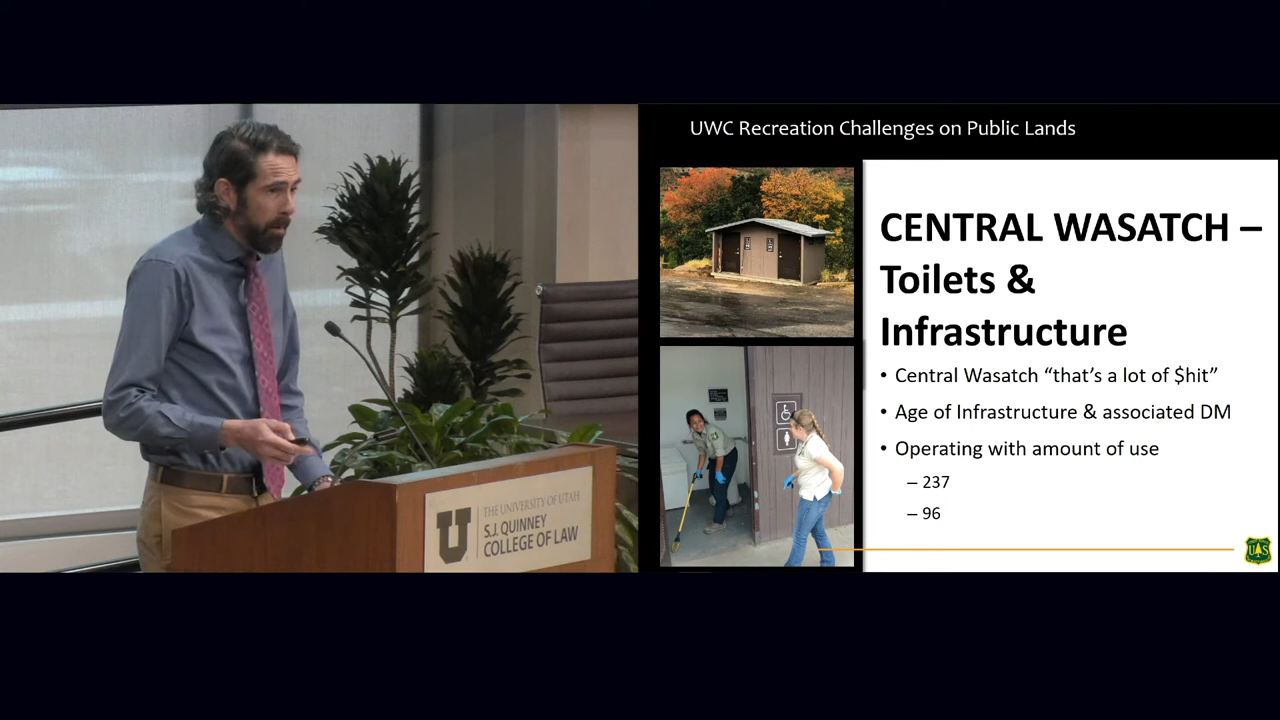 UWC Recreation Challenges on Public Lands
CENTRAL WASATCH –
Toilets &
Infrastructure
• Central Wasatch “that’s a lot of $hit”
• Age of Infrastructure & associated DM
• Operating with amount of use
– 237
– 96
THE UNIVERSITY OF UTAH
S.J. QUINNEY
COLLEGE OF LAW
U
U S